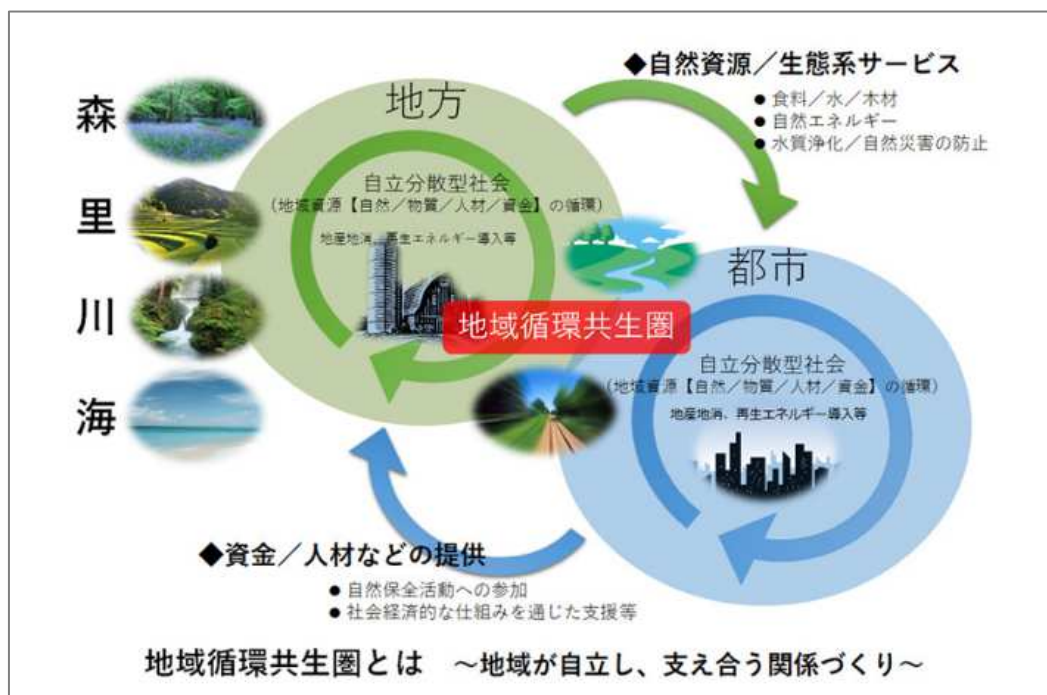 森
里
川
海
地方
自立分散型社会
(地域資源【自然／物質／人材／資金】の循環)
地産地消、再生エネルギー導入等
◆自然資源／生態系サービス
● 食料／水／木材
● 自然エネルギー
● 水質浄化／自然災害の防止
地域循環共生圏
都市
自立分散型社会
(地域資源【自然／物質／人材／資金】の循環)
地産地消、再生エネルギー導入等
◆資金／人材などの提供
● 自然保全活動への参加
● 社会経済的な仕組みを通じた支援等
地域循環共生圏とは ～地域が自立し、支え合う関係づくり～